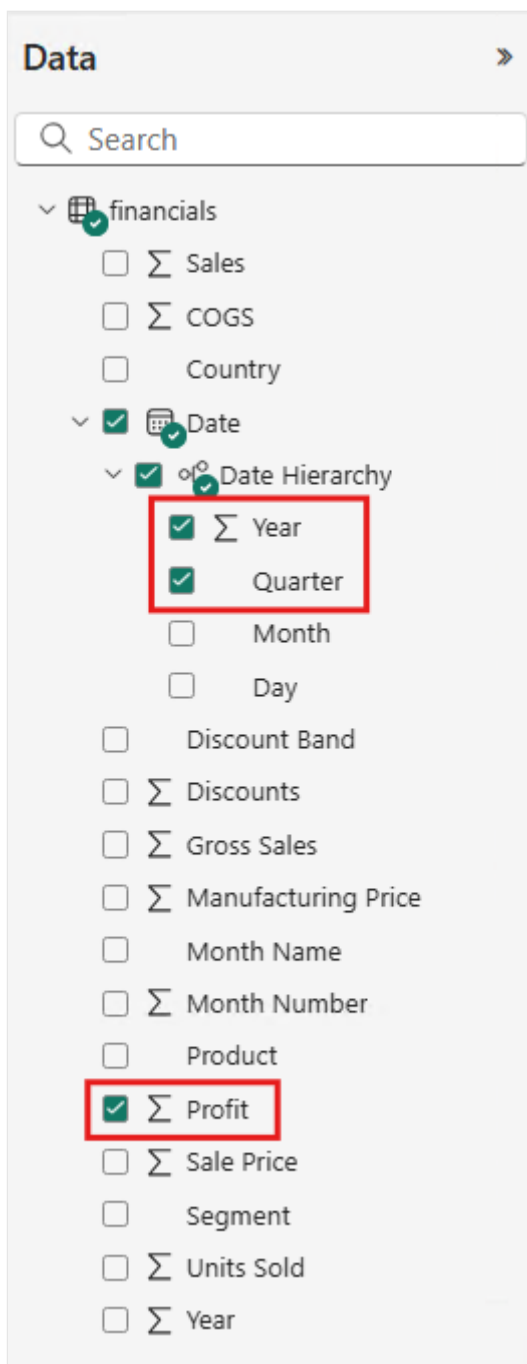 Data
Search
financials
Sales
COGS
Country
Date
Date Hierarchy
Year
Quarter
Month
Day
Discount Band
Discounts
Gross Sales
Manufacturing Price
Month Name
Month Number
Product
Profit
Sale Price
Segment
Units Sold
Year